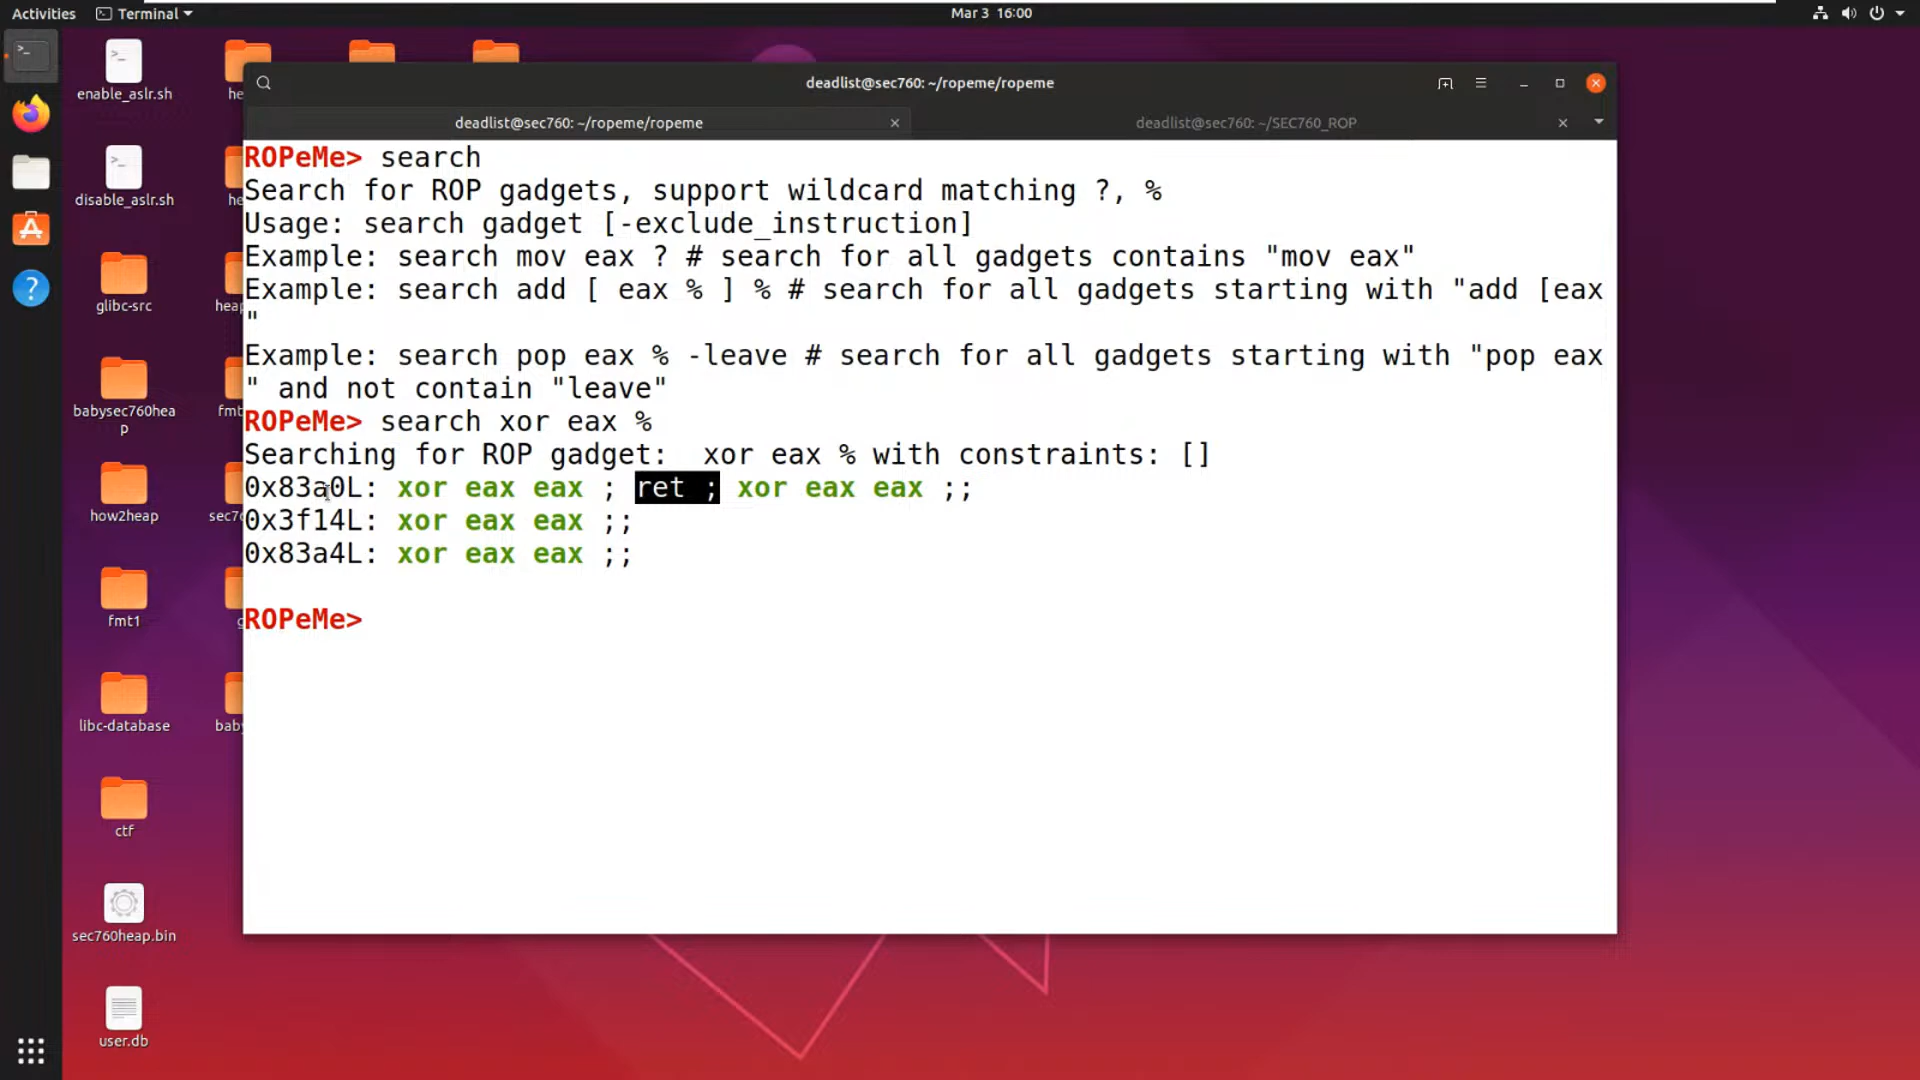 Activities Terminal Mar 3 16:00
enable_aslr.sh
he
disable_aslr.sh
glibc-src
heap
babysec760hea
p
fmt
how2heap
sec7
fmt1
g
libc-database
baby
ctf
sec760heap.bin
user.db
deadlist@sec760: ~/ropeme/ropeme
deadlist@sec760: ~/ropeme/ropeme
deadlist@sec760: ~/SEC760_ROP
ROPeMe> search
Search for ROP gadgets, support wildcard matching ?, %
Usage: search gadget [-exclude_instruction]
Example: search mov eax ? # search for all gadgets contains "mov eax"
Example: search add [ eax % ] % # search for all gadgets starting with "add [eax
"
Example: search pop eax % -leave # search for all gadgets starting with "pop eax
" and not contain "leave"
ROPeMe> search xor eax %
Searching for ROP gadget:  xor eax % with constraints: []
0x83a0L: xor eax eax ; ret ; xor eax eax ;;
0x3f14L: xor eax eax ;;
0x83a4L: xor eax eax ;;
ROPeMe>